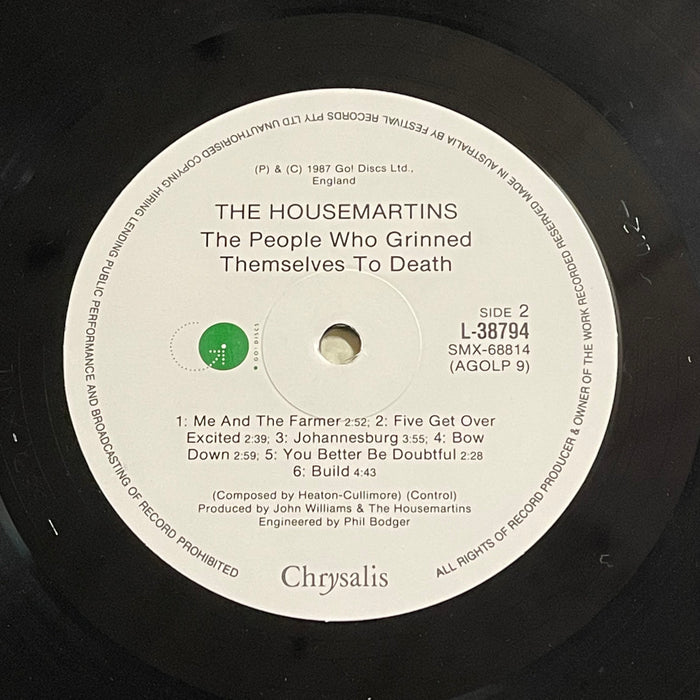 (P) & (C) 1987 Go! Discs Ltd.,
England
THE HOUSEMARTINS
The People Who Grinned
Themselves To Death
SIDE 2
L-38794
SMX-68814
(AGOLP 9)
GO! DISCS
1: Me And The Farmer 2:52; 2: Five Get Over
Excited 2:39; 3: Johannesburg 3:55; 4: Bow
Down 2:59; 5: You Better Be Doubtful 2:28
6: Build 4:43
(Composed by Heaton-Cullimore) (Control)
Produced by John Williams & The Housemartins
Engineered by Phil Bodger
Chrysalis
ALL RIGHTS OF RECORD PRODUCER & OWNER OF THE WORK RECORDED RESERVED MADE IN AUSTRALIA BY FESTIVAL RECORDS PTY LTD UNAUTHORISED COPYING HIRING LENDING PUBLIC PERFORMANCE AND BROADCASTING OF RECORD PROHIBITED